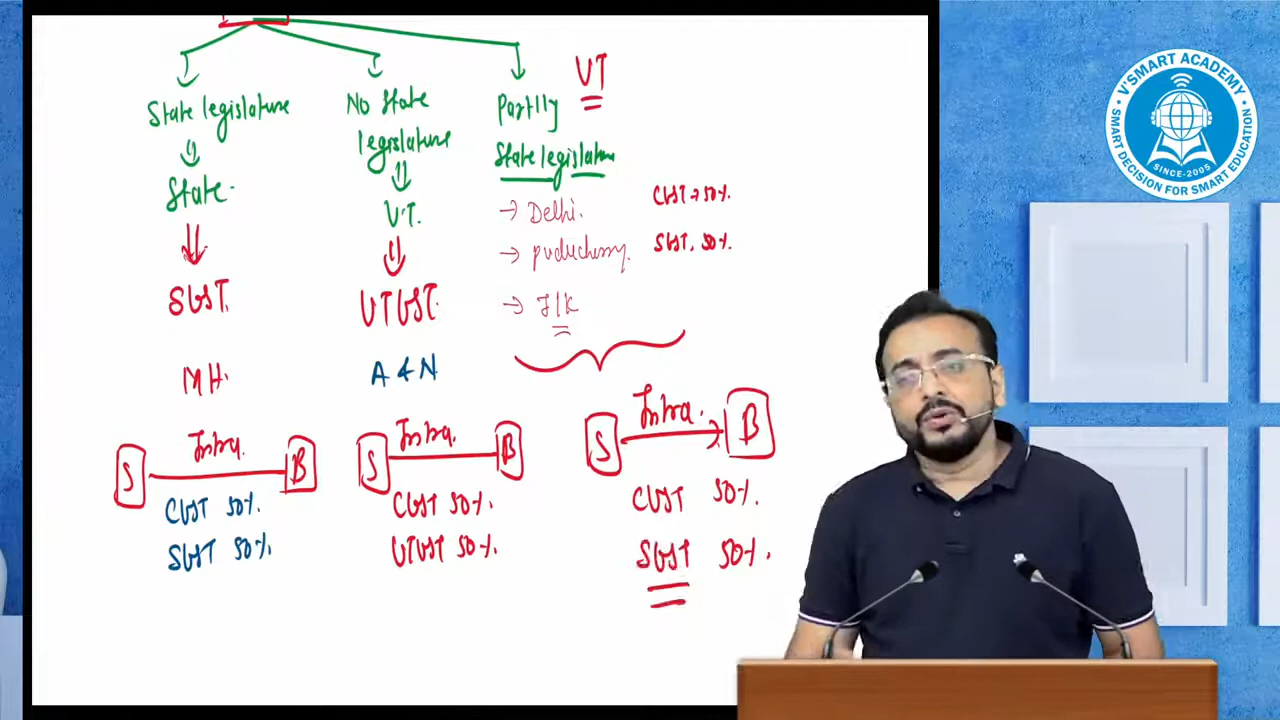 State legislature
State
SGST.
MH.
S Intra. B
CGST 50%.
SGST 50%.
No State
legislature
U.T.
UTGST.
A & N
S Intra. B
CGST 50%.
UTGST 50%.
Partly
State legislature
UT
→ Delhi.
→ Puducherry.
→ J/K
CGST → 50%.
SGST. 50%.
S Intra. B
CGST 50%.
SGST 50%.
V'SMART ACADEMY
SINCE-2005
SMART DECISION FOR SMART EDUCATION